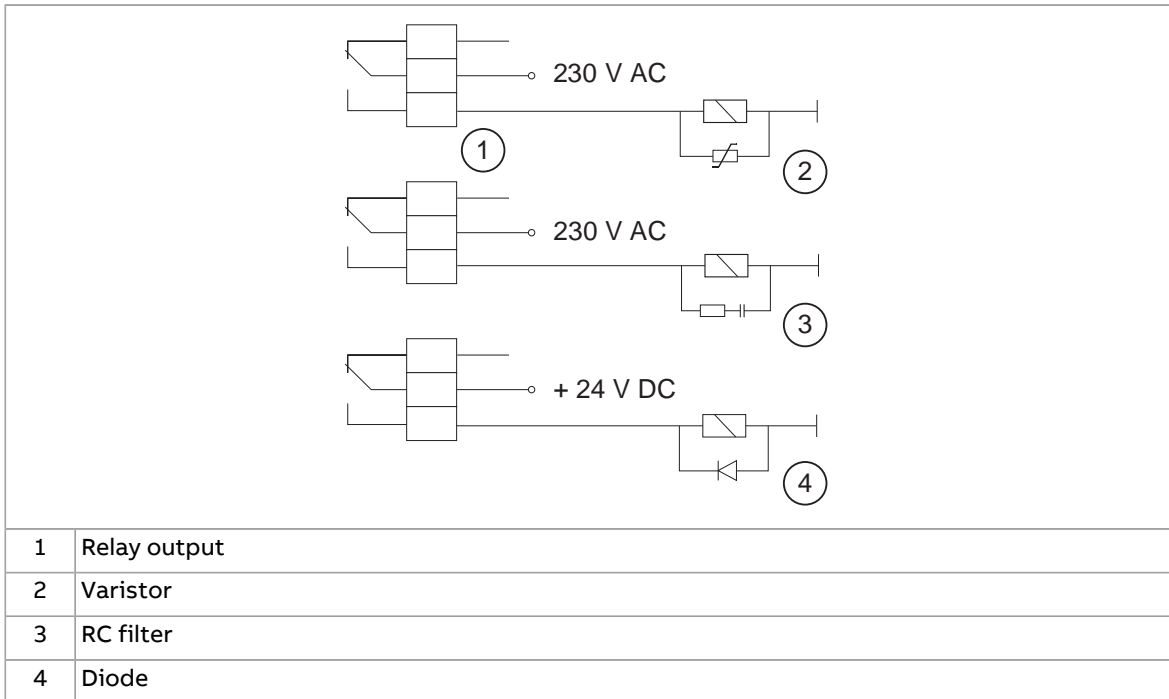 230 V AC
1
2
230 V AC
3
+ 24 V DC
4
1 Relay output
2 Varistor
3 RC filter
4 Diode